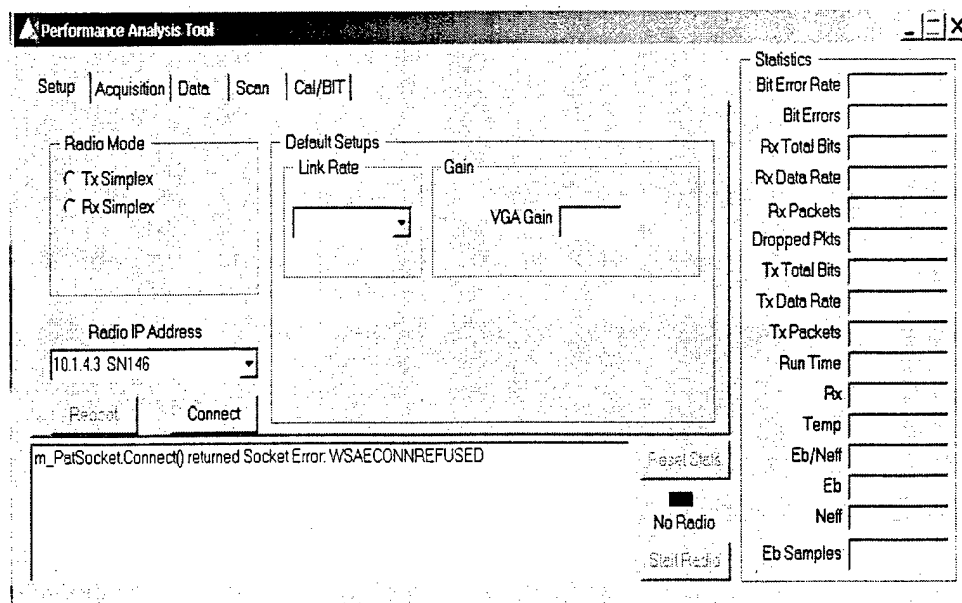 Performance Analysis Tool
Setup Acquisition Data Scan Cal/BIT
Radio Mode
Tx Simplex
Rx Simplex
Radio IP Address
10.1.4.3 SN146
Connect
Default Setups
Link Rate
Gain
VGA Gain
m_PatSocket.Connect() returned Socket Error: WSAECONNREFUSED
Reset Stats
No Radio
Start Radio
Statistics
Bit Error Rate
Bit Errors
Rx Total Bits
Rx Data Rate
Rx Packets
Dropped Pkts
Tx Total Bits
Tx Data Rate
Tx Packets
Run Time
Rx
Temp
Eb/Neff
Eb
Neff
Eb Samples